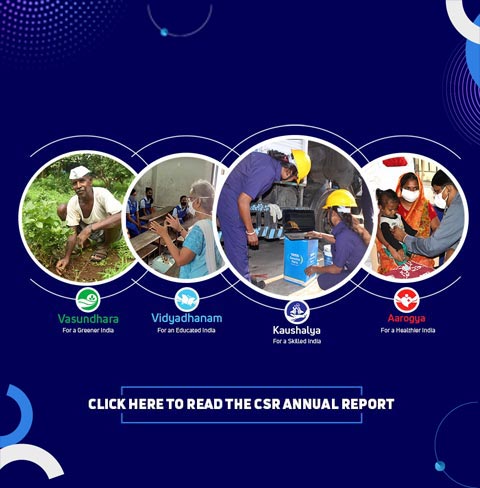 Vasundhara
For a Greener India
Vidyadhanam
For an Educated India
Kaushalya
For a Skilled India
Aarogya
For a Healthier India
CLICK HERE TO READ THE CSR ANNUAL REPORT